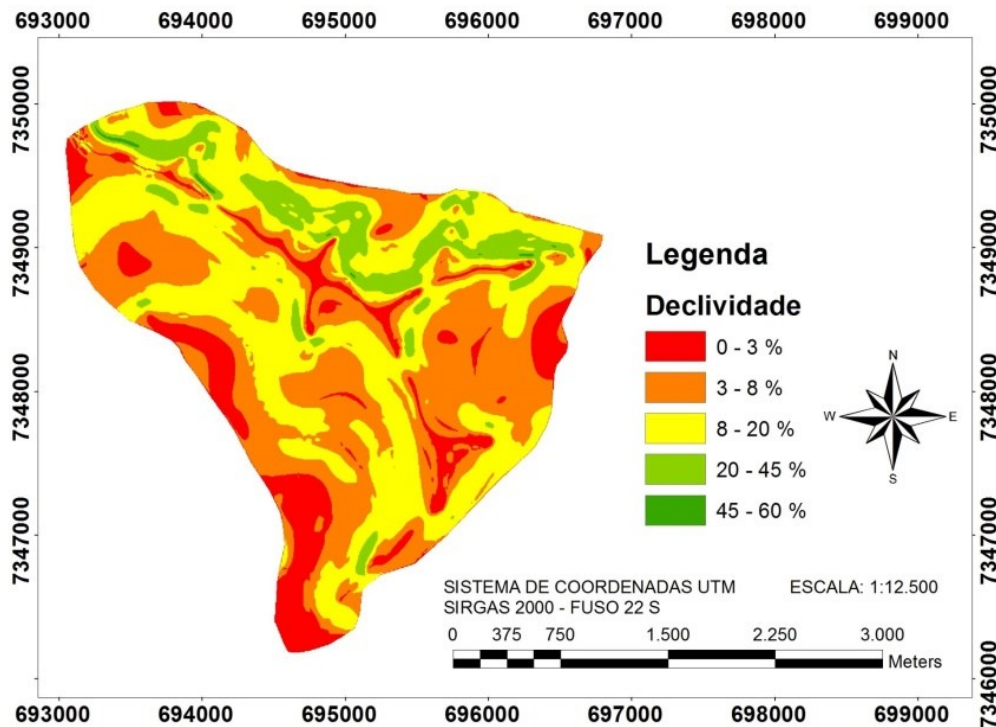 693000 694000 695000 696000 697000 698000 699000
7350000 7350000
7349000 7349000
7348000 7348000
7347000 7347000
7346000
Legenda
Declividade
0 - 3 %
3 - 8 %
8 - 20 %
20 - 45 %
45 - 60 %
N
W E
S
SISTEMA DE COORDENADAS UTM ESCALA: 1:12.500
SIRGAS 2000 - FUSO 22 S
0 375 750 1.500 2.250 3.000
Meters
693000 694000 695000 696000 697000 698000 699000